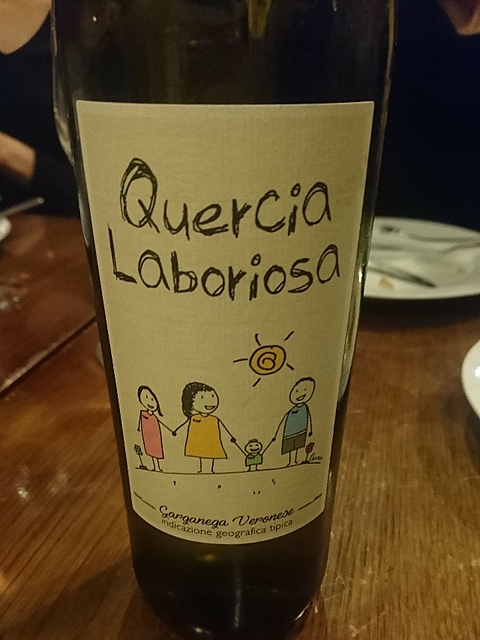 Quercia
Laboriosa
Garganega Veronese
indicazione geografica tipica